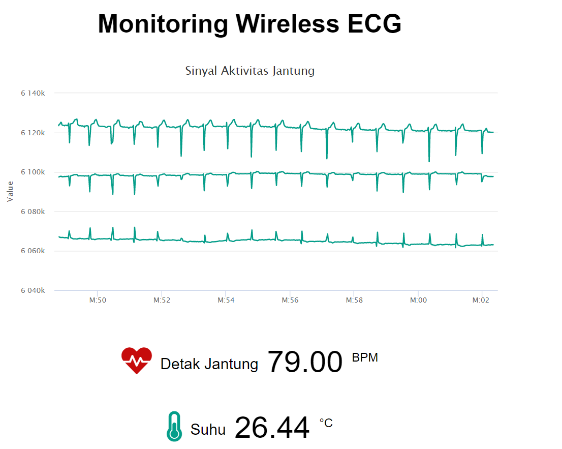 Monitoring Wireless ECG
Sinyal Aktivitas Jantung
6 140k
6 120k
6 100k
6 080k
6 060k
6 040k
Value
M:50 M:52 M:54 M:56 M:58 M:00 M:02
Detak Jantung 79.00 BPM
Suhu 26.44 °C